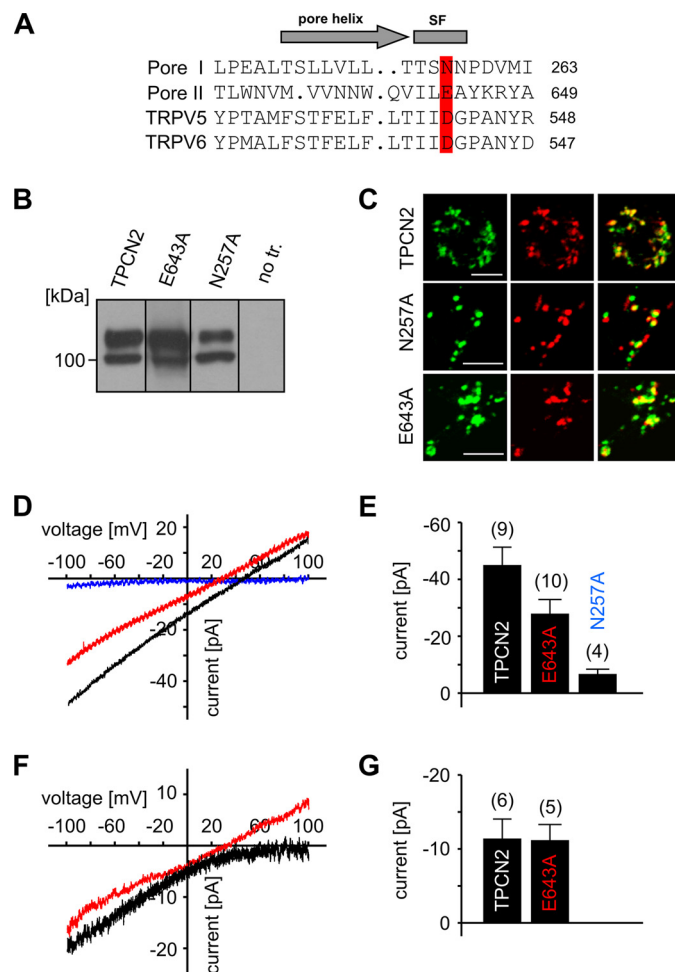 A
pore helix
SF
Pore I LPEALTSLLVLL..TTSNNPDVMI 263
Pore II TLWNVM.VVNNW.QVILEAYKRYA 649
TRPV5 YPTAMFSTFELF.LTIIDGPANYR 548
TRPV6 YPMALFSTFELF.LTIIDGPANYD 547
B
TPCN2
E643A
N257A
no tr.
[kDa]
100
C
TPCN2
N257A
E643A
D
voltage [mV]
20
-100 -60 -20 20 60 100
-20
-40
current [pA]
E
current [pA]
-60
-40
-20
0
(9)
(10)
(4)
TPCN2
E643A
N257A
F
voltage [mV]
10
-100 -60 -20 20 60 100
-10
-20
current [pA]
G
current [pA]
-20
-10
0
(6)
(5)
TPCN2
E643A